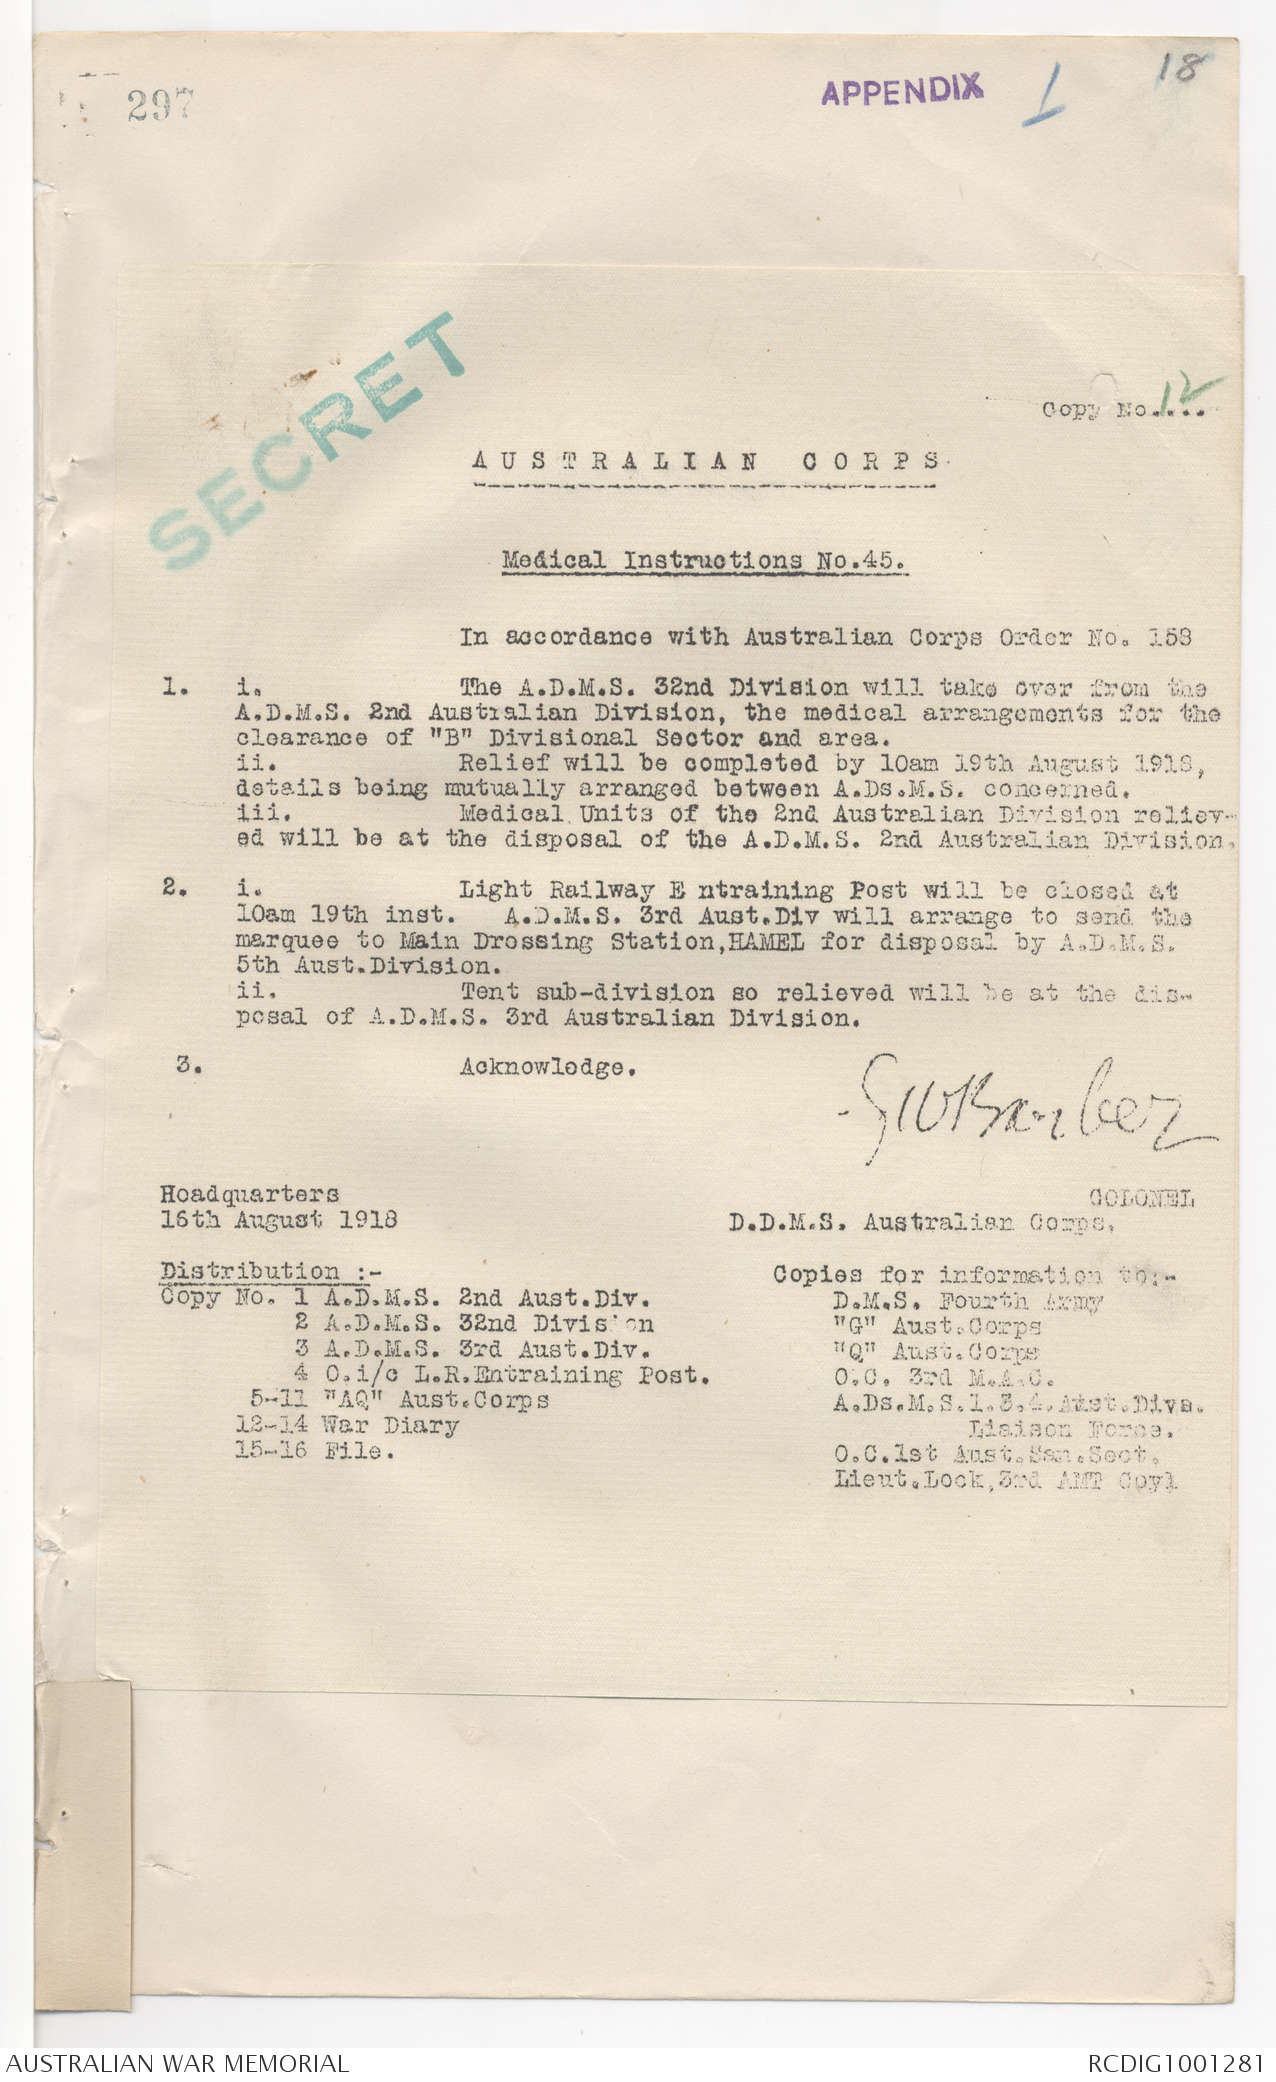 297
APPENDIX 1
18
SECRET
Copy No.12...
AUSTRALIAN CORPS.
Medical Instructions No.45.
In accordance with Australian Corps Order No. 158
1. i. The A.D.M.S. 32nd Division will take over from the
A.D.M.S. 2nd Australian Division, the medical arrangements for the
clearance of "B" Divisional Sector and area.
ii. Relief will be completed by 10am 19th August 1918,
details being mutually arranged between A.Ds.M.S. concerned.
iii. Medical Units of the 2nd Australian Division reliev-
ed will be at the disposal of the A.D.M.S. 2nd Australian Division.
2. i. Light Railway E ntraining Post will be closed at
10am 19th inst. A.D.M.S. 3rd Aust.Div will arrange to send the
marquee to Main Dressing Station,HAMEL for disposal by A.D.M.S.
5th Aust.Division.
ii. Tent sub-division so relieved will be at the dis-
posal of A.D.M.S. 3rd Australian Division.
3. Acknowledge.
GWBarber
Headquarters COLONEL
16th August 1918 D.D.M.S. Australian Corps.
Distribution :-
Copy No. 1 A.D.M.S. 2nd Aust.Div.
2 A.D.M.S. 32nd Division
3 A.D.M.S. 3rd Aust.Div.
4 O.i/c L.R.Entraining Post.
5-11 "AQ" Aust.Corps
12-14 War Diary
15-16 File.
Copies for information to:-
D.M.S. Fourth Army
"G" Aust.Corps
"Q" Aust.Corps
O.C. 3rd M.A.C.
A.Ds.M.S.1.3.4.Aust.Divs.
Liaison Force.
O.C.1st Aust.San.Sect.
Lieut.Lock,3rd AMT Coyl
AUSTRALIAN WAR MEMORIAL
RCDIG1001281